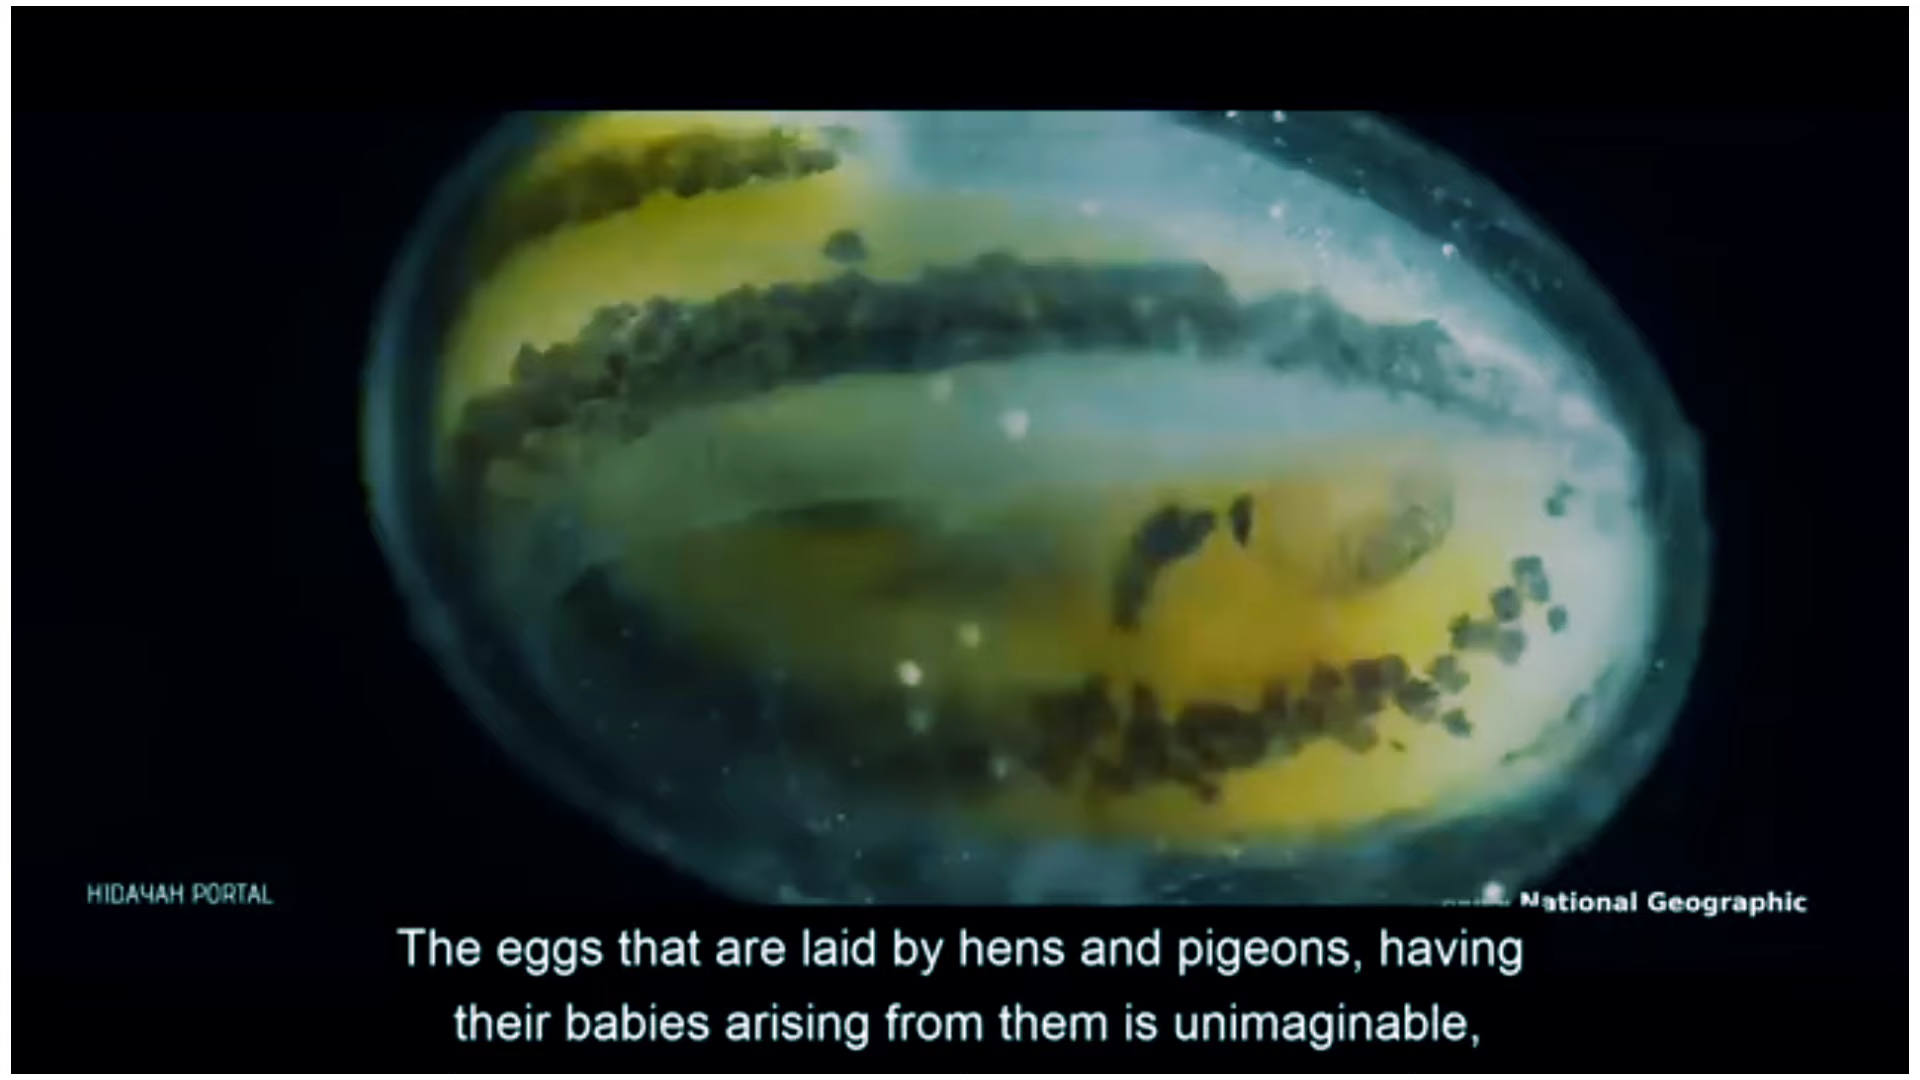 HIDAYAH PORTAL
National Geographic
The eggs that are laid by hens and pigeons, having
their babies arising from them is unimaginable,